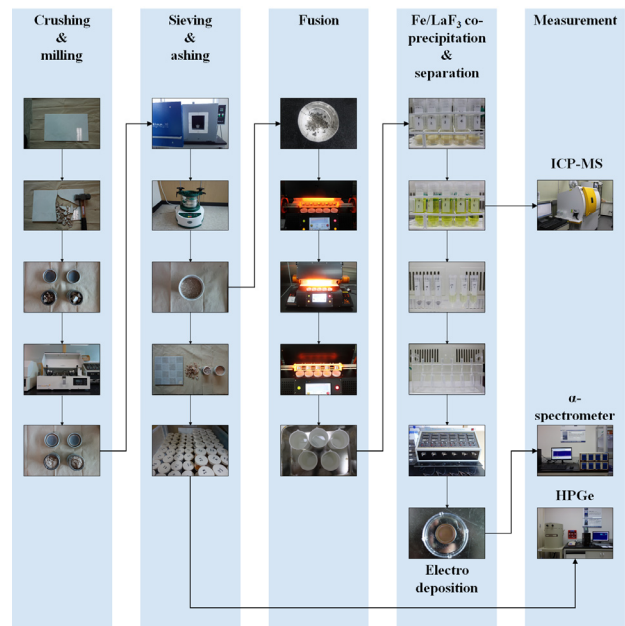 Crushing
&
milling
Sieving
&
ashing
Fusion
Fe/LaF₃ co-
precipitation
&
separation
Measurement
ICP-MS
α-
spectrometer
HPGe
Electro
deposition